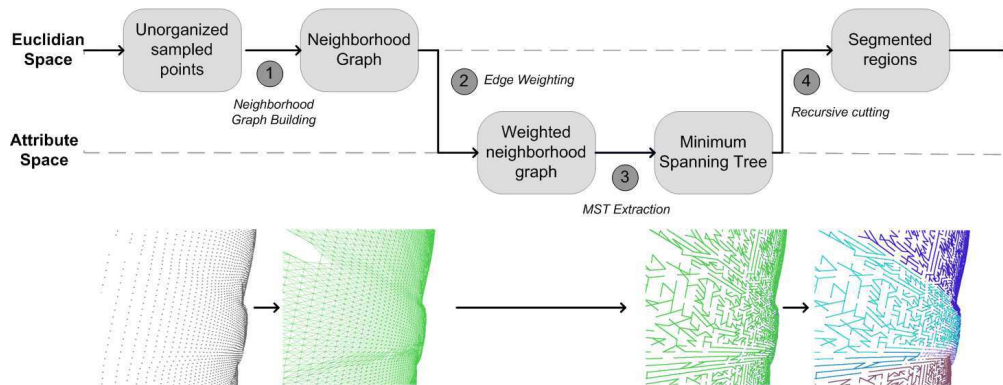 Euclidian
Space
Unorganized
sampled
points
1
Neighborhood
Graph Building
Neighborhood
Graph
2
Edge Weighting
4
Recursive cutting
Segmented
regions
Attribute
Space
Weighted
neighborhood
graph
3
MST Extraction
Minimum
Spanning Tree